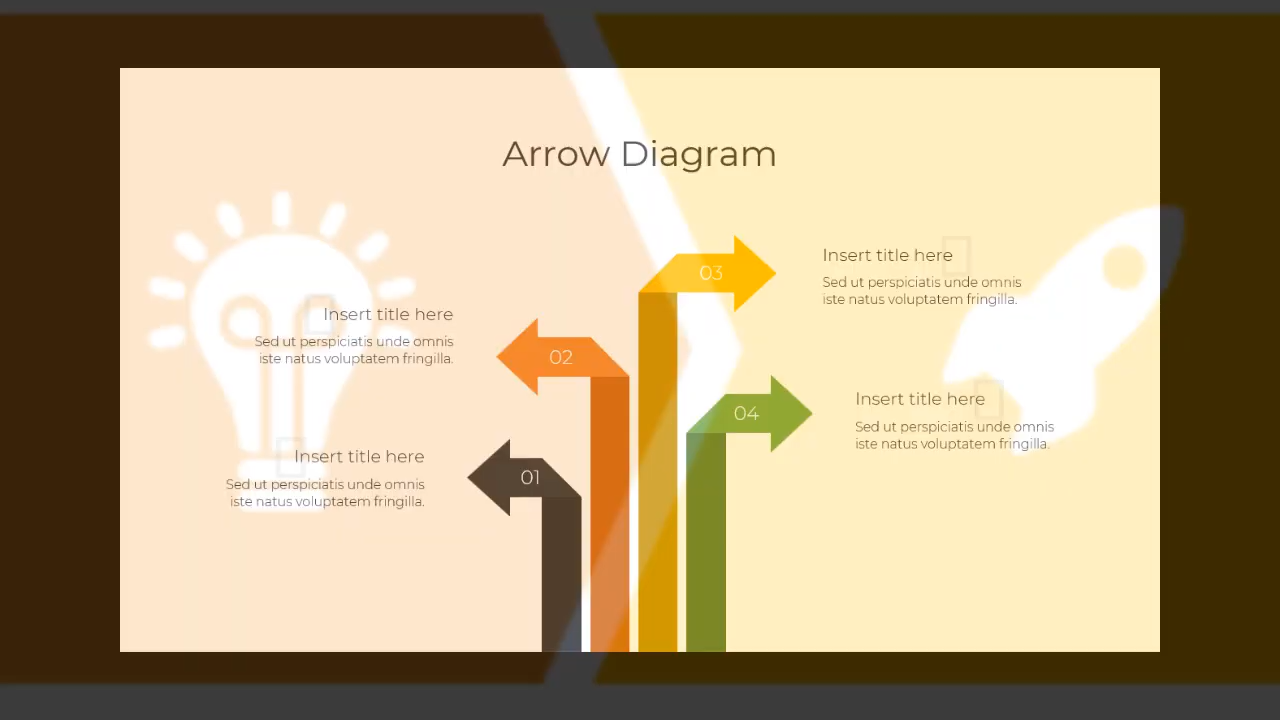 Arrow Diagram
03
Insert title here
Sed ut perspiciatis unde omnis
iste natus voluptatem fringilla.
Insert title here
Sed ut perspiciatis unde omnis
iste natus voluptatem fringilla.
02
04
Insert title here
Sed ut perspiciatis unde omnis
iste natus voluptatem fringilla.
Insert title here
Sed ut perspiciatis unde omnis
iste natus voluptatem fringilla.
01